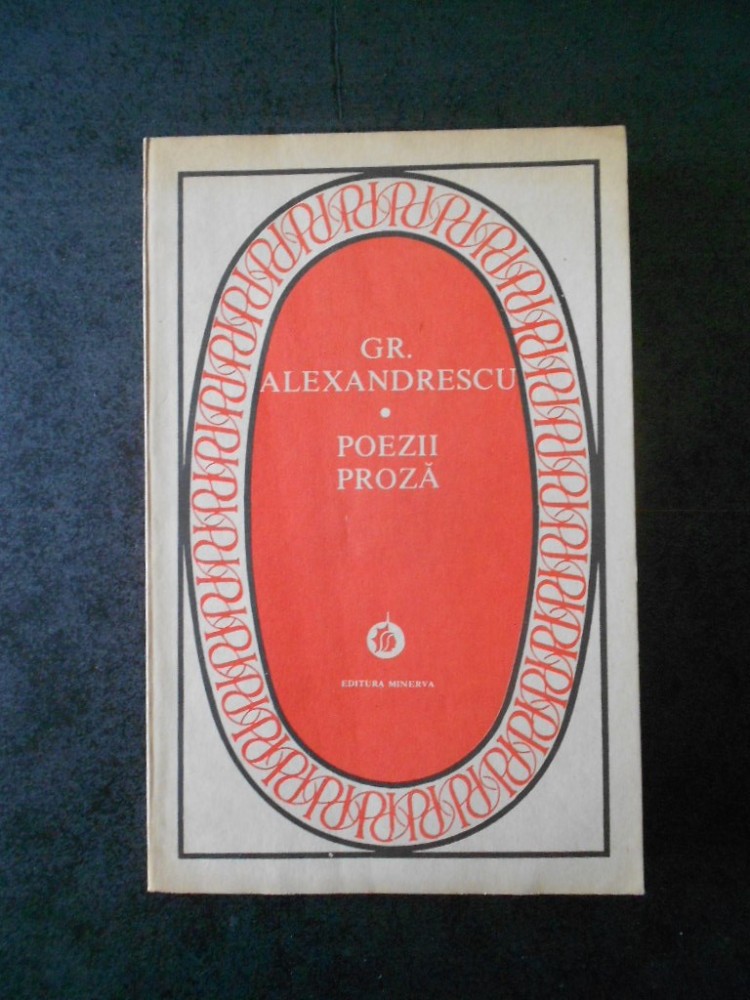 GR.
ALEXANDRESCU
•
POEZII
PROZĂ
EDITURA MINERVA